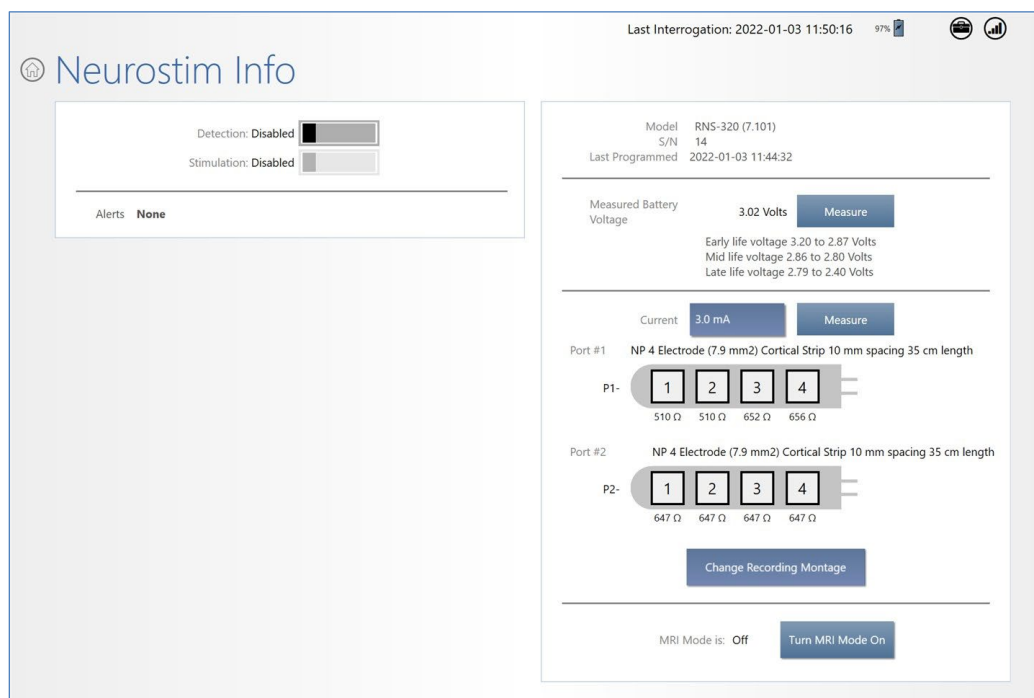 Last Interrogation: 2022-01-03 11:50:16 97%
Neurostim Info
Detection: Disabled
Stimulation: Disabled
Alerts None
Model RNS-320 (7.101)
S/N 14
Last Programmed 2022-01-03 11:44:32
Measured Battery
Voltage
3.02 Volts Measure
Early life voltage 3.20 to 2.87 Volts
Mid life voltage 2.86 to 2.80 Volts
Late life voltage 2.79 to 2.40 Volts
Current 3.0 mA Measure
Port #1 NP 4 Electrode (7.9 mm2) Cortical Strip 10 mm spacing 35 cm length
P1- 1 2 3 4
510 Ω 510 Ω 652 Ω 656 Ω
Port #2 NP 4 Electrode (7.9 mm2) Cortical Strip 10 mm spacing 35 cm length
P2- 1 2 3 4
647 Ω 647 Ω 647 Ω 647 Ω
Change Recording Montage
MRI Mode is: Off Turn MRI Mode On